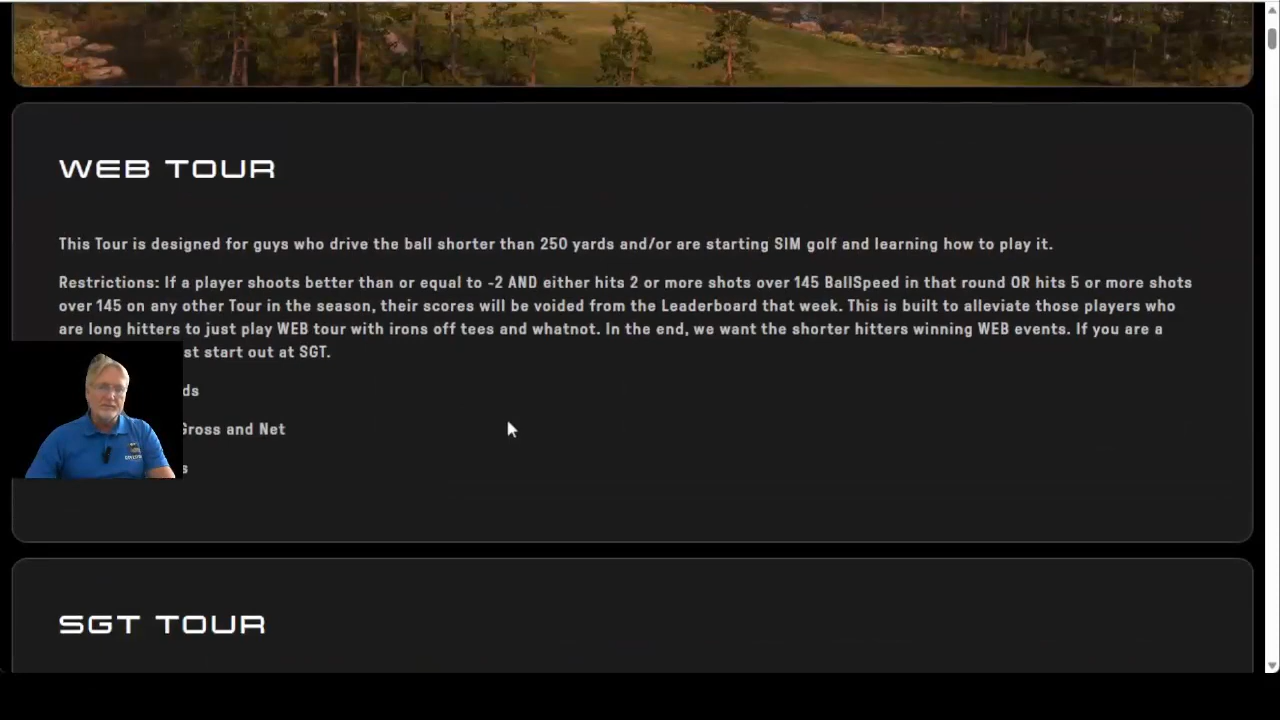 WEB TOUR
This Tour is designed for guys who drive the ball shorter than 250 yards and/or are starting SIM golf and learning how to play it.
Restrictions: If a player shoots better than or equal to -2 AND either hits 2 or more shots over 145 BallSpeed in that round OR hits 5 or more shots
over 145 on any other Tour in the season, their scores will be voided from the Leaderboard that week. This is built to alleviate those players who
are long hitters to just play WEB tour with irons off tees and whatnot. In the end, we want the shorter hitters winning WEB events. If you are a
start out at SGT.
Gross and Net
SGT TOUR